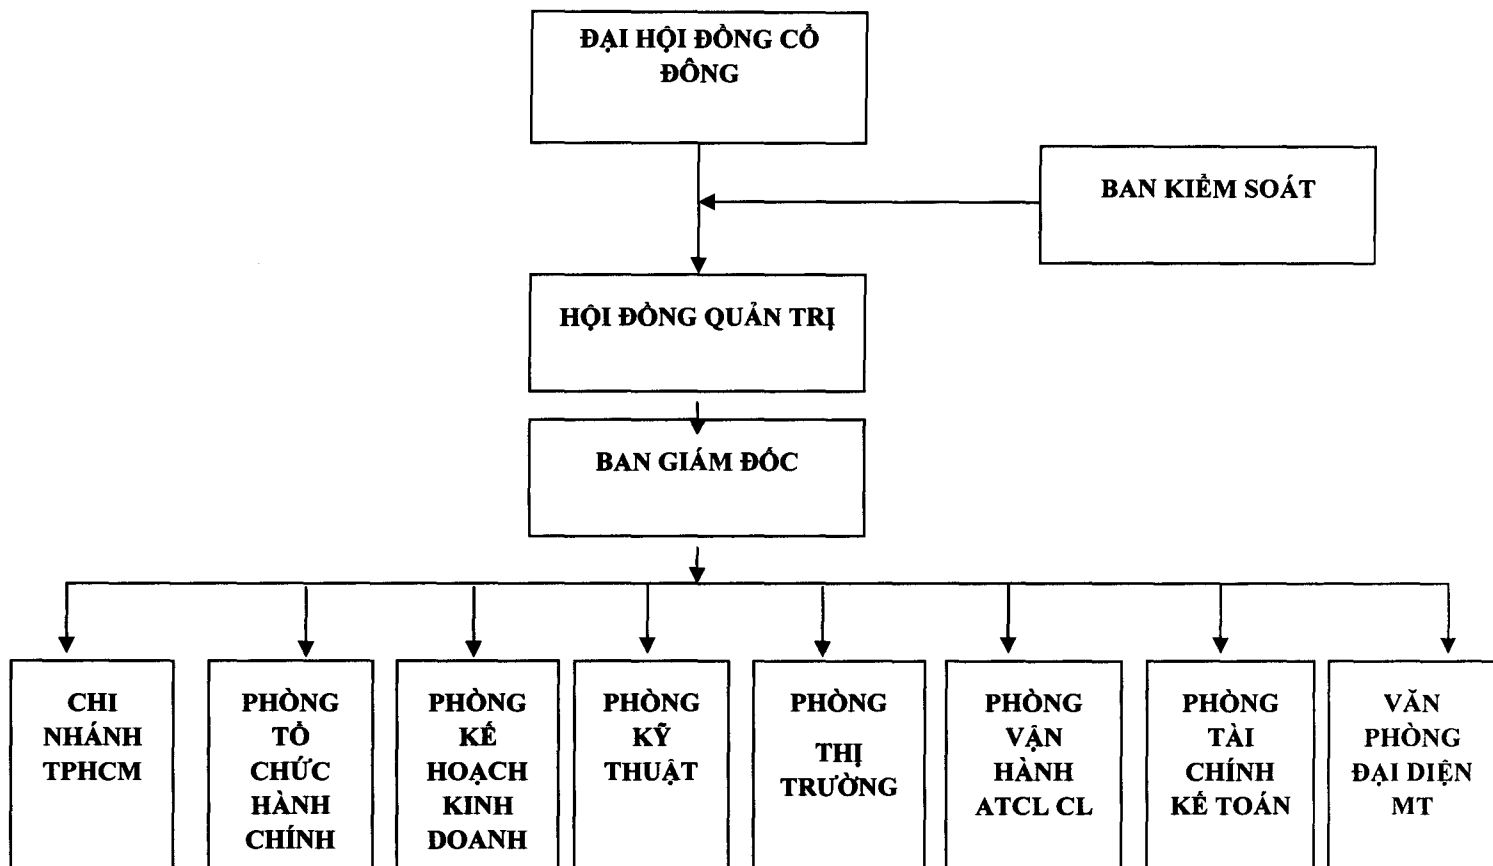 ĐẠI HỘI ĐỒNG CỔ
ĐÔNG
BAN KIỂM SOÁT
HỘI ĐỒNG QUẢN TRỊ
BAN GIÁM ĐỐC
CHI
NHÁNH
TPHCM
PHÒNG
TỔ
CHỨC
HÀNH
CHÍNH
PHÒNG
KẾ
HOẠCH
KINH
DOANH
PHÒNG
KỸ
THUẬT
PHÒNG
THỊ
TRƯỜNG
PHÒNG
VẬN
HÀNH
ATCL CL
PHÒNG
TÀI
CHÍNH
KẾ TOÁN
VĂN
PHÒNG
ĐẠI DIỆN
MT